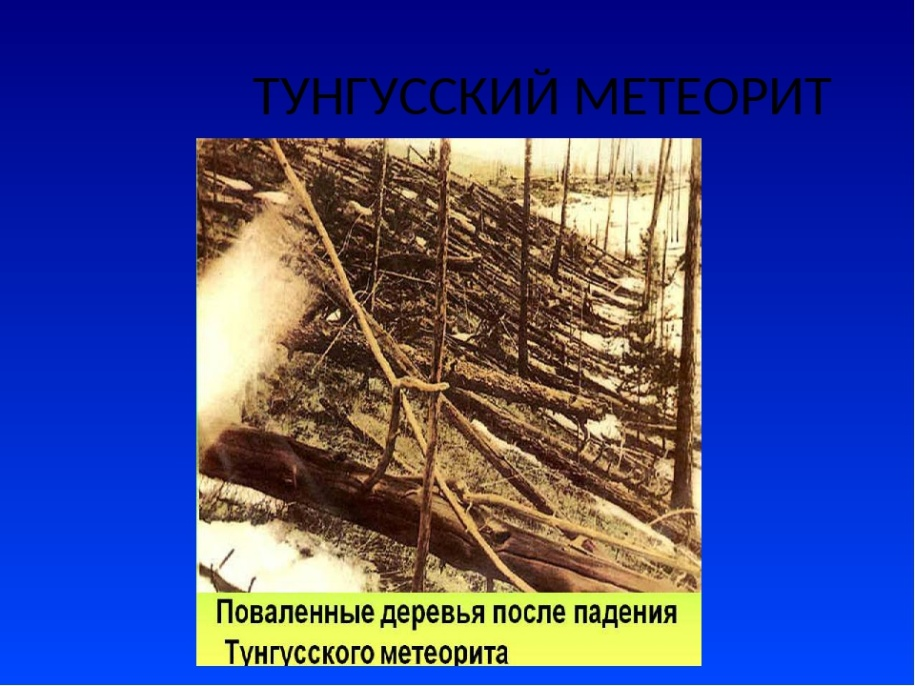 ТУНГУССКИЙ МЕТЕОРИТ
Поваленные деревья после падения
Тунгусского метеорита